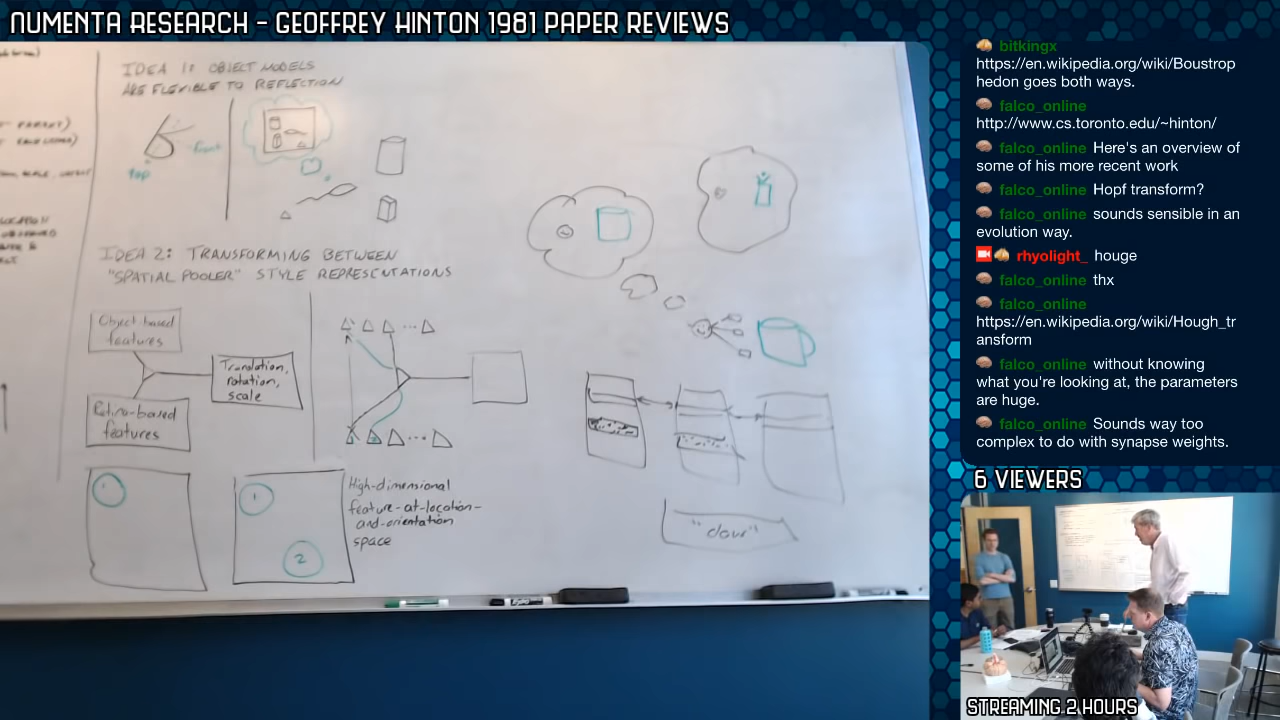 NUMENTA RESEARCH - GEOFFREY HINTON 1981 PAPER REVIEWS
IDEA 1: OBJECT MODELS
ARE FLEXIBLE TO REFLECTION
top
front
IDEA 2: TRANSFORMING BETWEEN
"SPATIAL POOLER" STYLE REPRESENTATIONS
Object-based
features
Translation,
rotation,
scale
Retina-based
features
1
1
2
High-dimensional
feature-at-location-
and-orientation
space
bitkingx
https://en.wikipedia.org/wiki/Boustrop
hedon goes both ways.
falco_online
http://www.cs.toronto.edu/~hinton/
falco_online Here's an overview of
some of his more recent work
falco_online Hopf transform?
falco_online sounds sensible in an
evolution way.
rhyolight_ houge
falco_online thx
falco_online
https://en.wikipedia.org/wiki/Hough_tr
ansform
falco_online without knowing
what you're looking at, the parameters
are huge.
falco_online Sounds way too
complex to do with synapse weights.
6 VIEWERS
STREAMING 2 HOURS